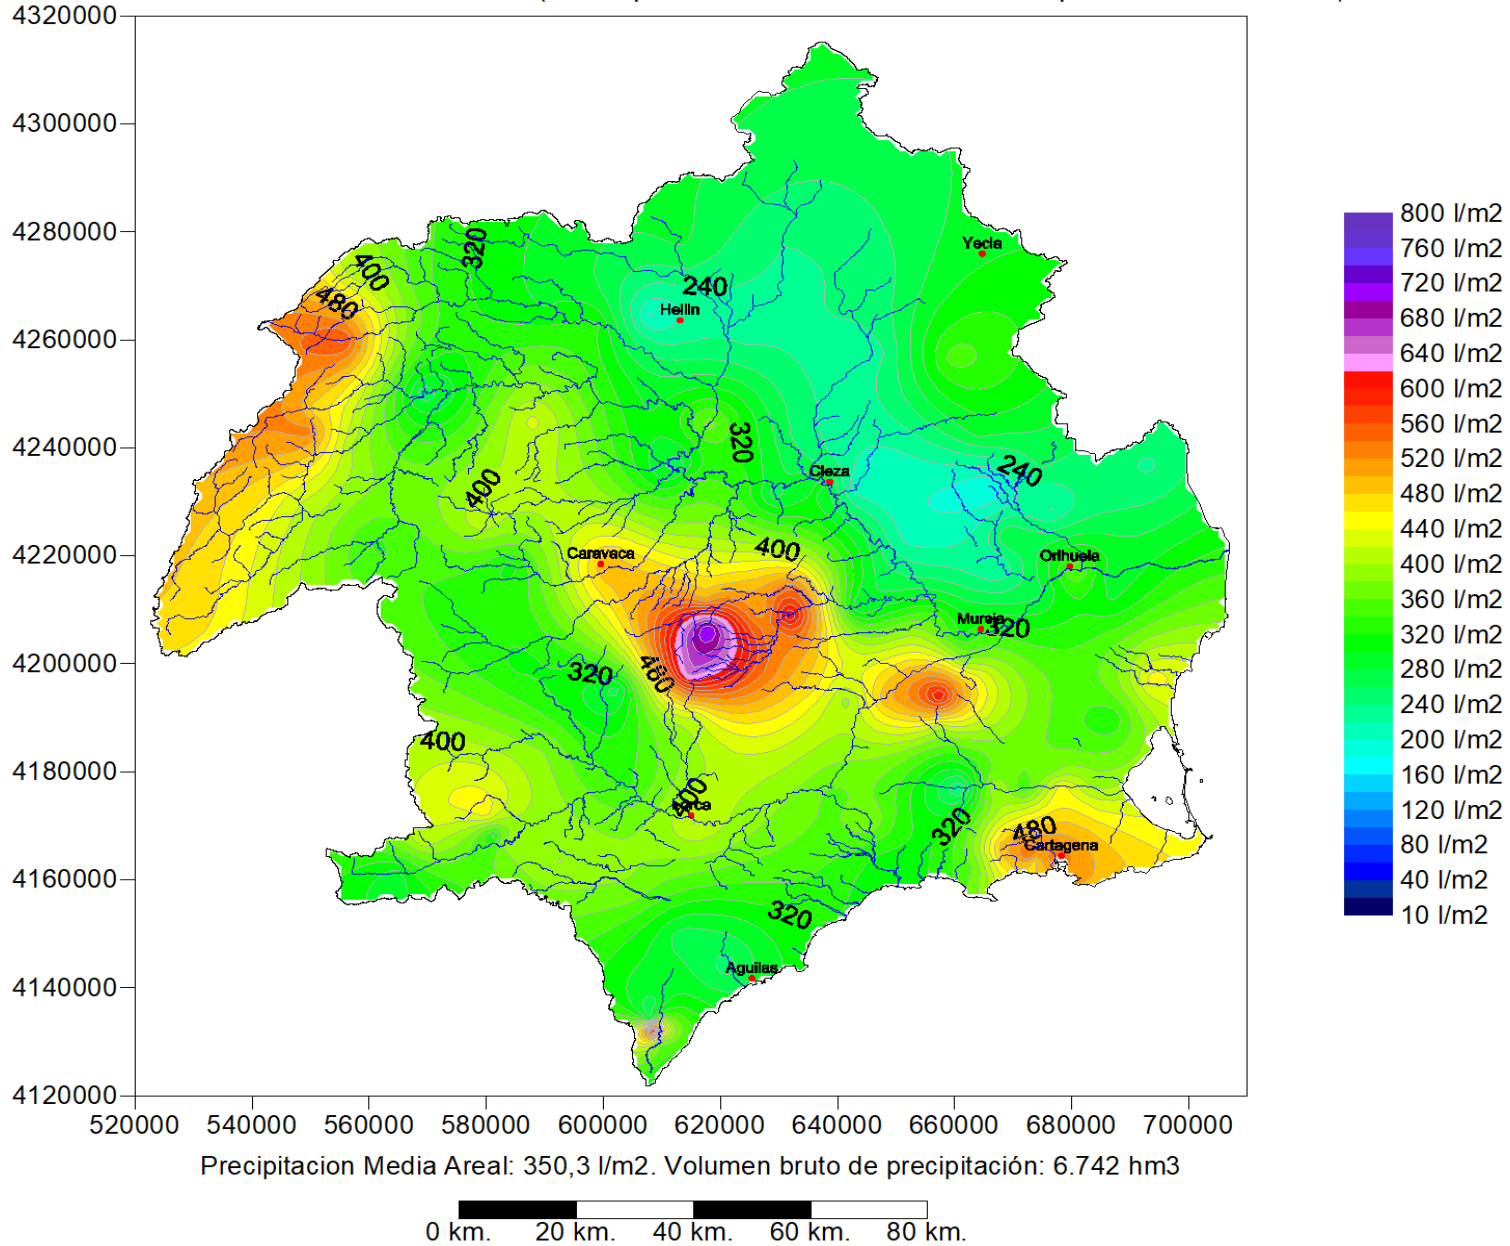 4320000
4300000
4280000
4260000
4240000
4220000
4200000
4180000
4160000
4140000
4120000
520000 540000 560000 580000 600000 620000 640000 660000 680000 700000
320
400
480
240
Yecla
Hellin
320
400
Cieza
240
400
Caravaca
Orihuela
Murcia
320
320
480
400
400
Lorca
320
480
Cartagena
320
Aguilas
800 l/m2
760 l/m2
720 l/m2
680 l/m2
640 l/m2
600 l/m2
560 l/m2
520 l/m2
480 l/m2
440 l/m2
400 l/m2
360 l/m2
320 l/m2
280 l/m2
240 l/m2
200 l/m2
160 l/m2
120 l/m2
80 l/m2
40 l/m2
10 l/m2
Precipitacion Media Areal: 350,3 l/m2. Volumen bruto de precipitación: 6.742 hm3
0 km. 20 km. 40 km. 60 km. 80 km.